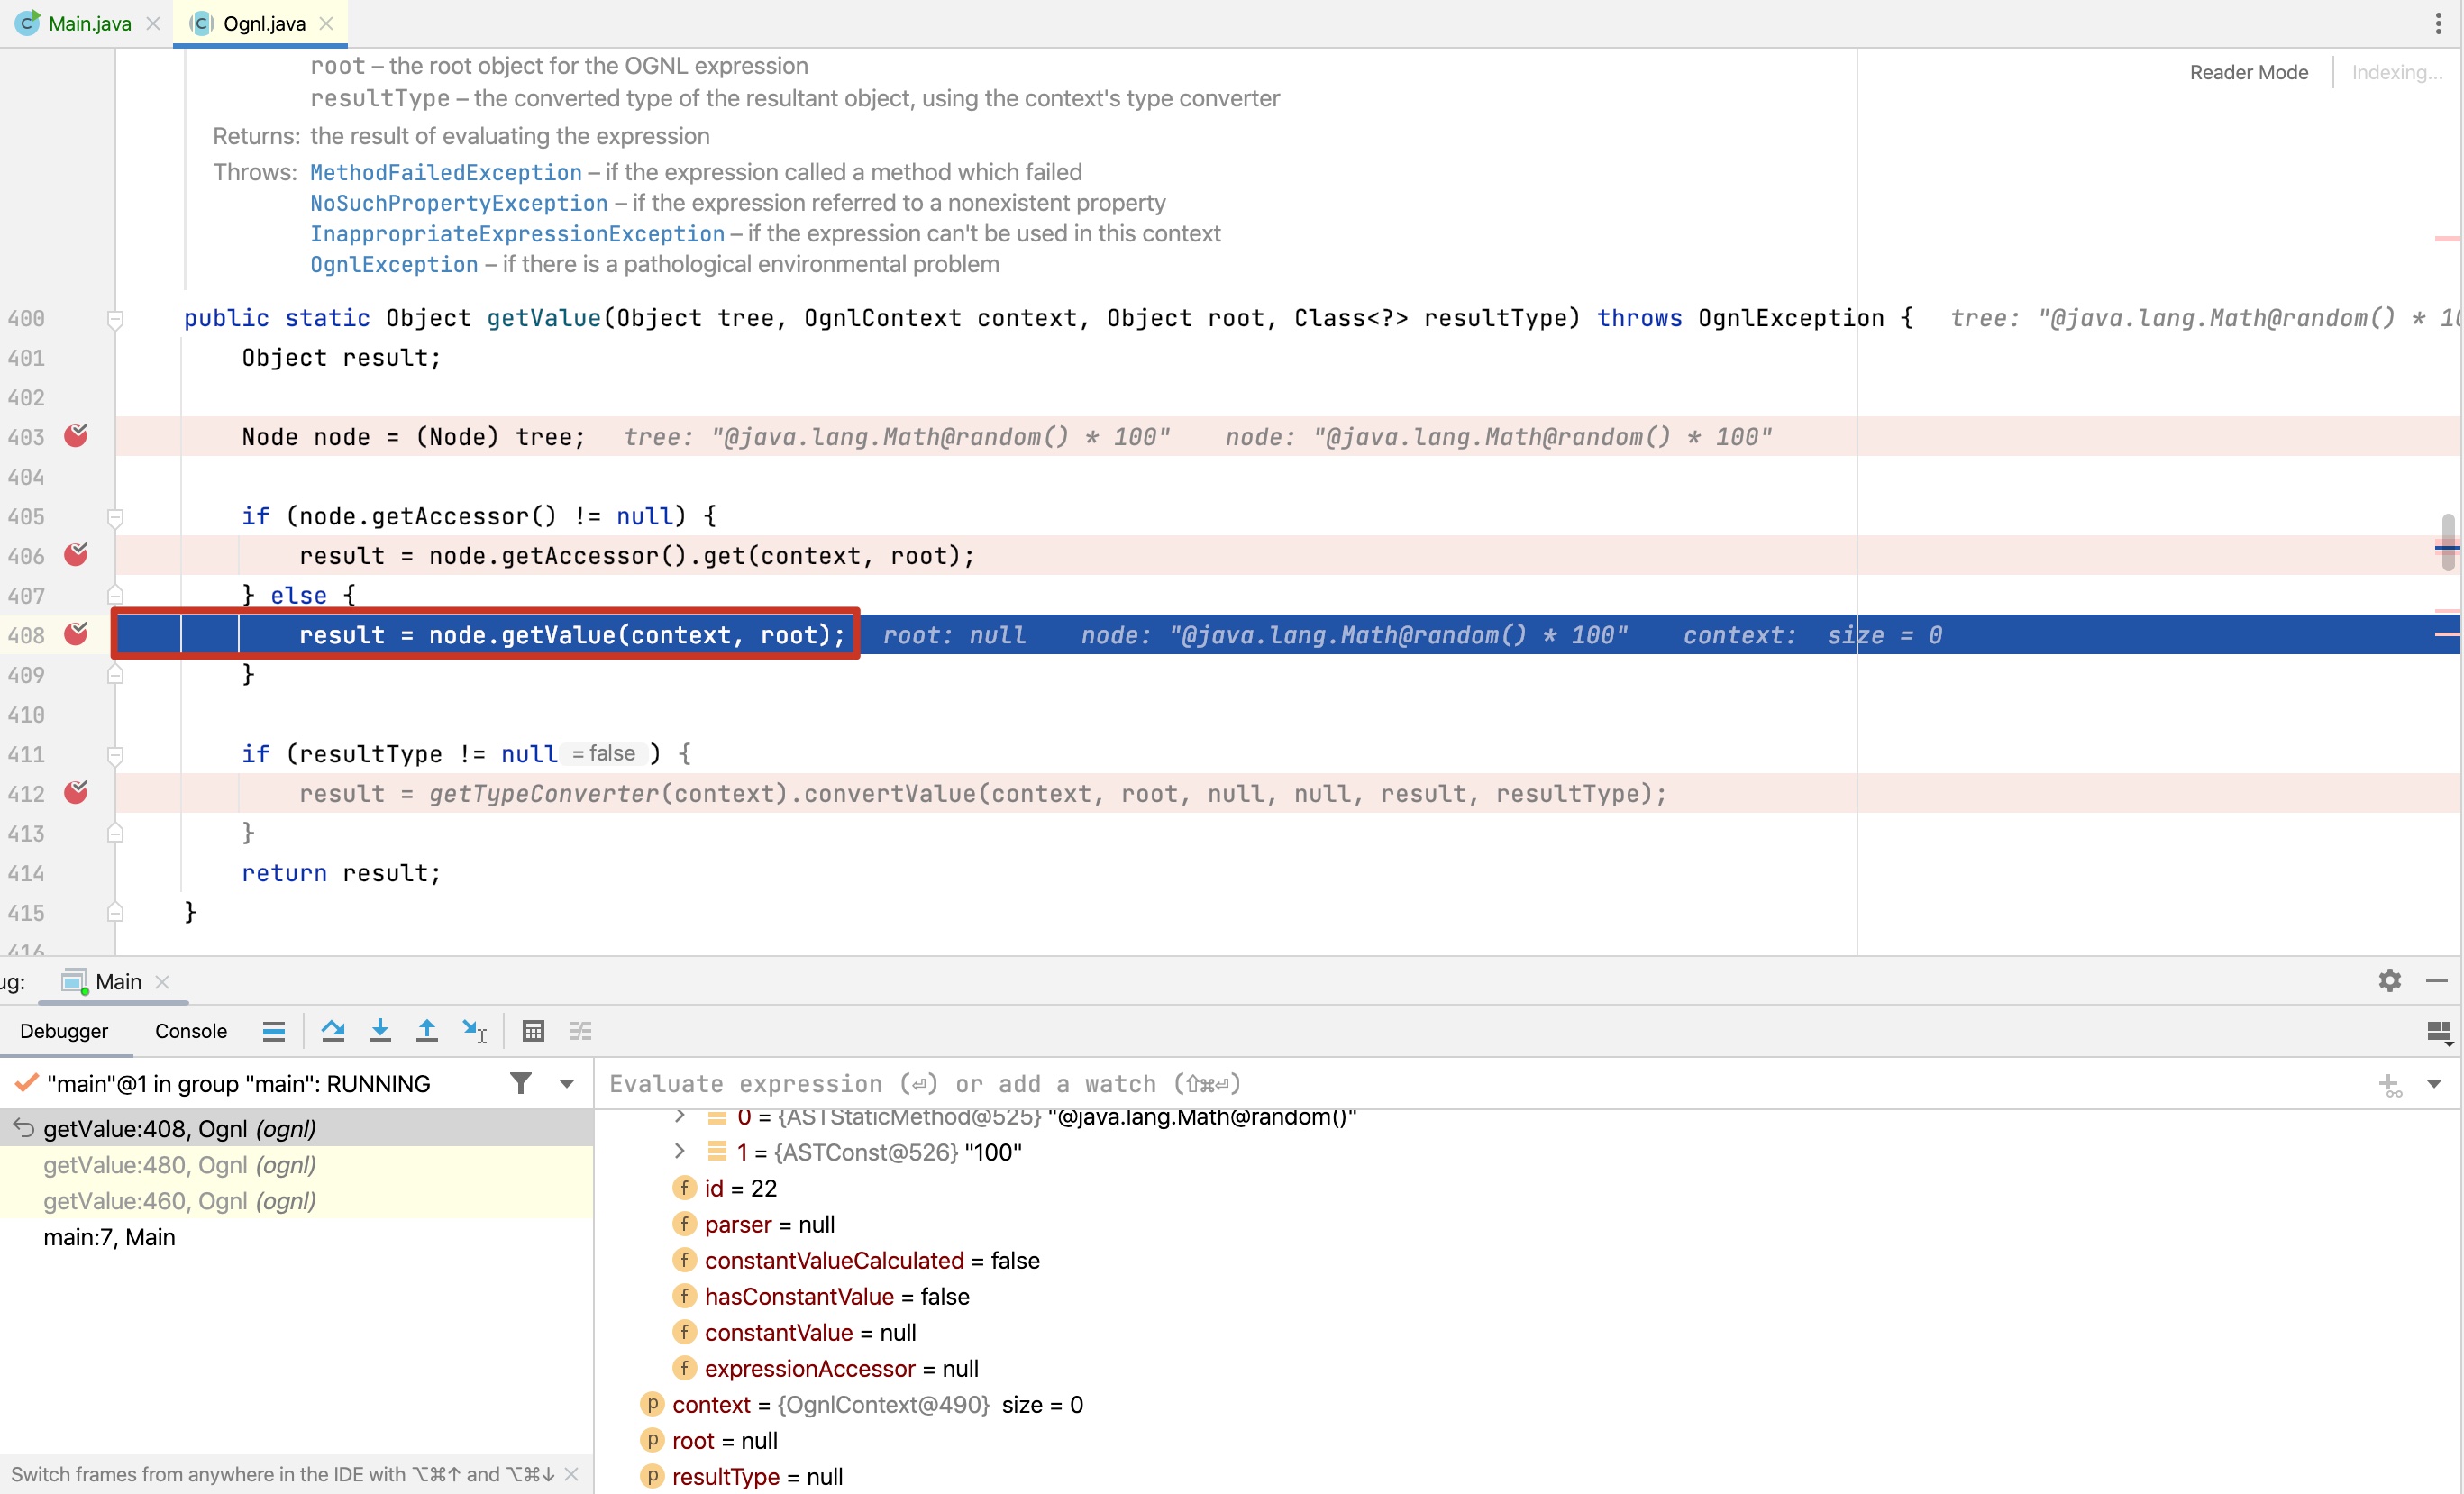 Main.java
Ognl.java
root – the root object for the OGNL expression
Reader Mode
Indexing...
resultType – the converted type of the resultant object, using the context's type converter
Returns: the result of evaluating the expression
Throws: MethodFailedException – if the expression called a method which failed
NoSuchPropertyException – if the expression referred to a nonexistent property
InappropriateExpressionException – if the expression can't be used in this context
OgnlException – if there is a pathological environmental problem
400 public static Object getValue(Object tree, OgnlContext context, Object root, Class<?> resultType) throws OgnlException { tree: "@java.lang.Math@random() * 10
401 Object result;
402
403 Node node = (Node) tree; tree: "@java.lang.Math@random() * 100" node: "@java.lang.Math@random() * 100"
404
405 if (node.getAccessor() != null) {
406 result = node.getAccessor().get(context, root);
407 } else {
408 result = node.getValue(context, root); root: null node: "@java.lang.Math@random() * 100" context: size = 0
409 }
410
411 if (resultType != null = false ) {
412 result = getTypeConverter(context).convertValue(context, root, null, null, result, resultType);
413 }
414 return result;
415 }
416
ug: Main
Debugger Console
"main"@1 in group "main": RUNNING
Evaluate expression (⏎) or add a watch (⇧⌘⏎)
getValue:408, Ognl (ognl)
getValue:480, Ognl (ognl)
getValue:460, Ognl (ognl)
main:7, Main
0 = {ASTStaticMethod@525} "@java.lang.Math@random()"
1 = {ASTConst@526} "100"
f id = 22
f parser = null
f constantValueCalculated = false
f hasConstantValue = false
f constantValue = null
f expressionAccessor = null
p context = {OgnlContext@490} size = 0
p root = null
p resultType = null
Switch frames from anywhere in the IDE with ⌥⌘↑ and ⌥⌘↓